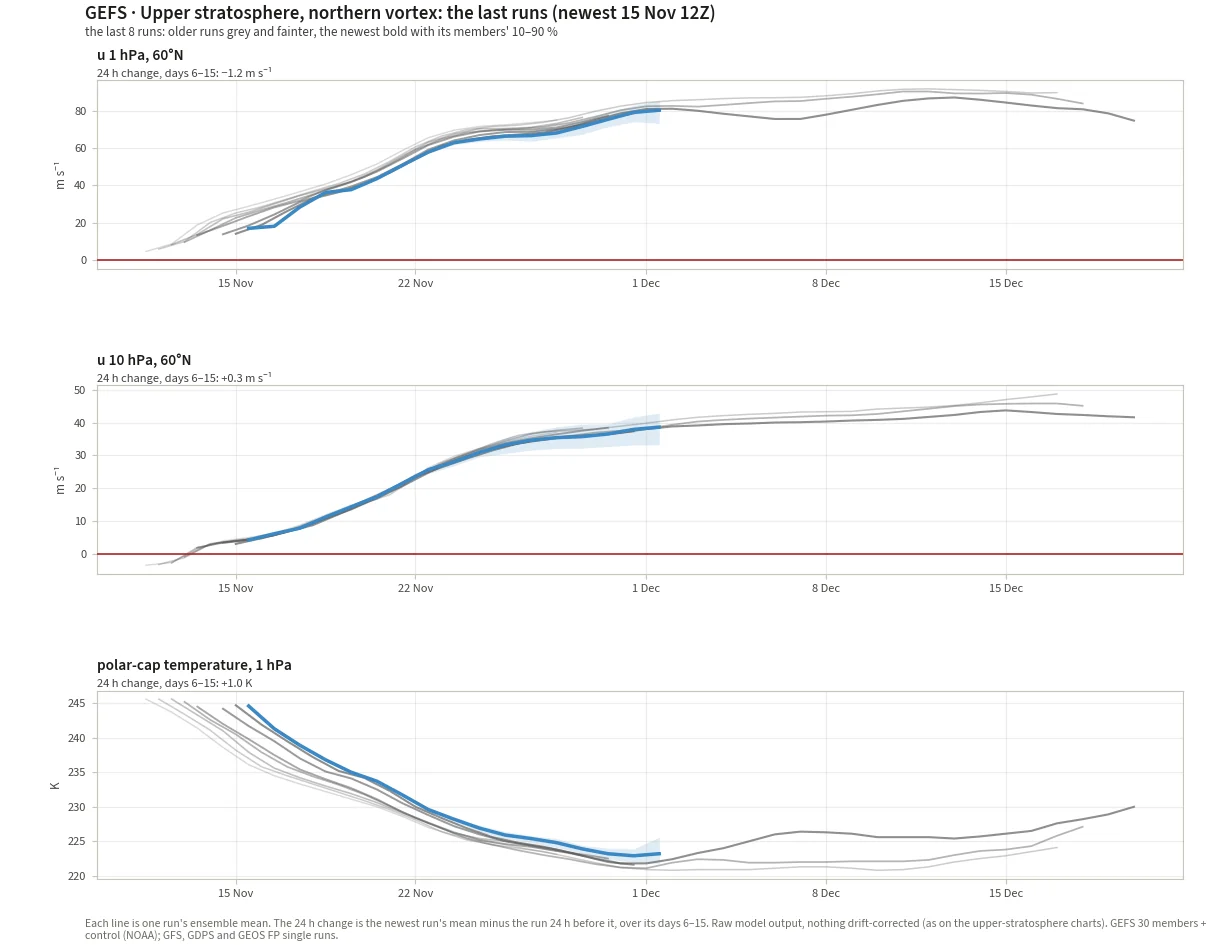 GEFS · Upper stratosphere, northern vortex: the last runs (newest 15 Nov 12Z)
the last 8 runs: older runs grey and fainter, the newest bold with its members' 10–90 %
u 1 hPa, 60°N
24 h change, days 6–15: −1.2 m s⁻¹
80
60
40
20
0
m s⁻¹
15 Nov 22 Nov 1 Dec 8 Dec 15 Dec
u 10 hPa, 60°N
24 h change, days 6–15: +0.3 m s⁻¹
50
40
30
20
10
0
m s⁻¹
15 Nov 22 Nov 1 Dec 8 Dec 15 Dec
polar-cap temperature, 1 hPa
24 h change, days 6–15: +1.0 K
245
240
235
230
225
220
K
15 Nov 22 Nov 1 Dec 8 Dec 15 Dec
Each line is one run's ensemble mean. The 24 h change is the newest run's mean minus the run 24 h before it, over its days 6–15. Raw model output, nothing drift-corrected (as on the upper-stratosphere charts). GEFS 30 members +
control (NOAA); GFS, GDPS and GEOS FP single runs.